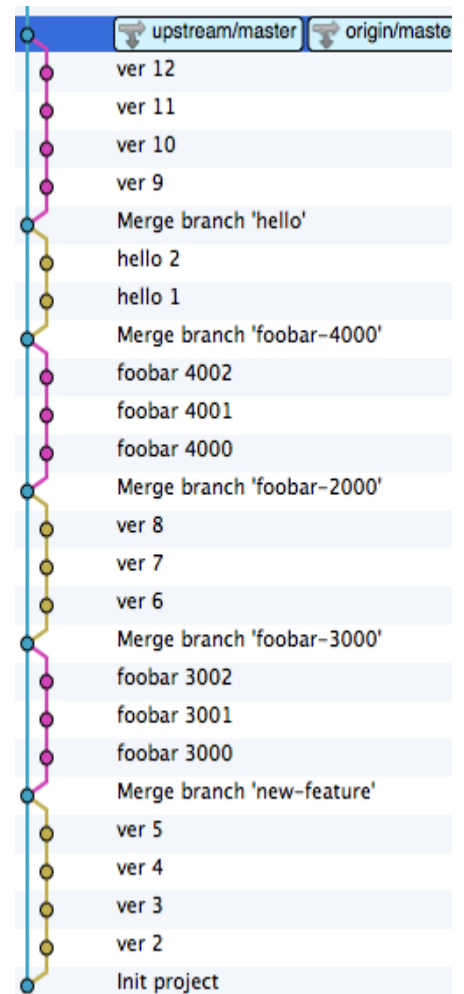 upstream/master origin/maste
ver 12
ver 11
ver 10
ver 9
Merge branch 'hello'
hello 2
hello 1
Merge branch 'foobar-4000'
foobar 4002
foobar 4001
foobar 4000
Merge branch 'foobar-2000'
ver 8
ver 7
ver 6
Merge branch 'foobar-3000'
foobar 3002
foobar 3001
foobar 3000
Merge branch 'new-feature'
ver 5
ver 4
ver 3
ver 2
Init project